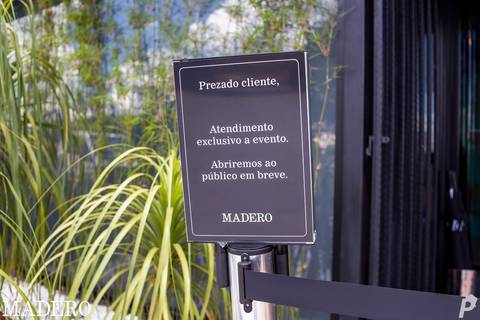 Prezado cliente,
Atendimento
exclusivo a evento.
Abriremos ao
público em breve.
MADERO
MADERO
P